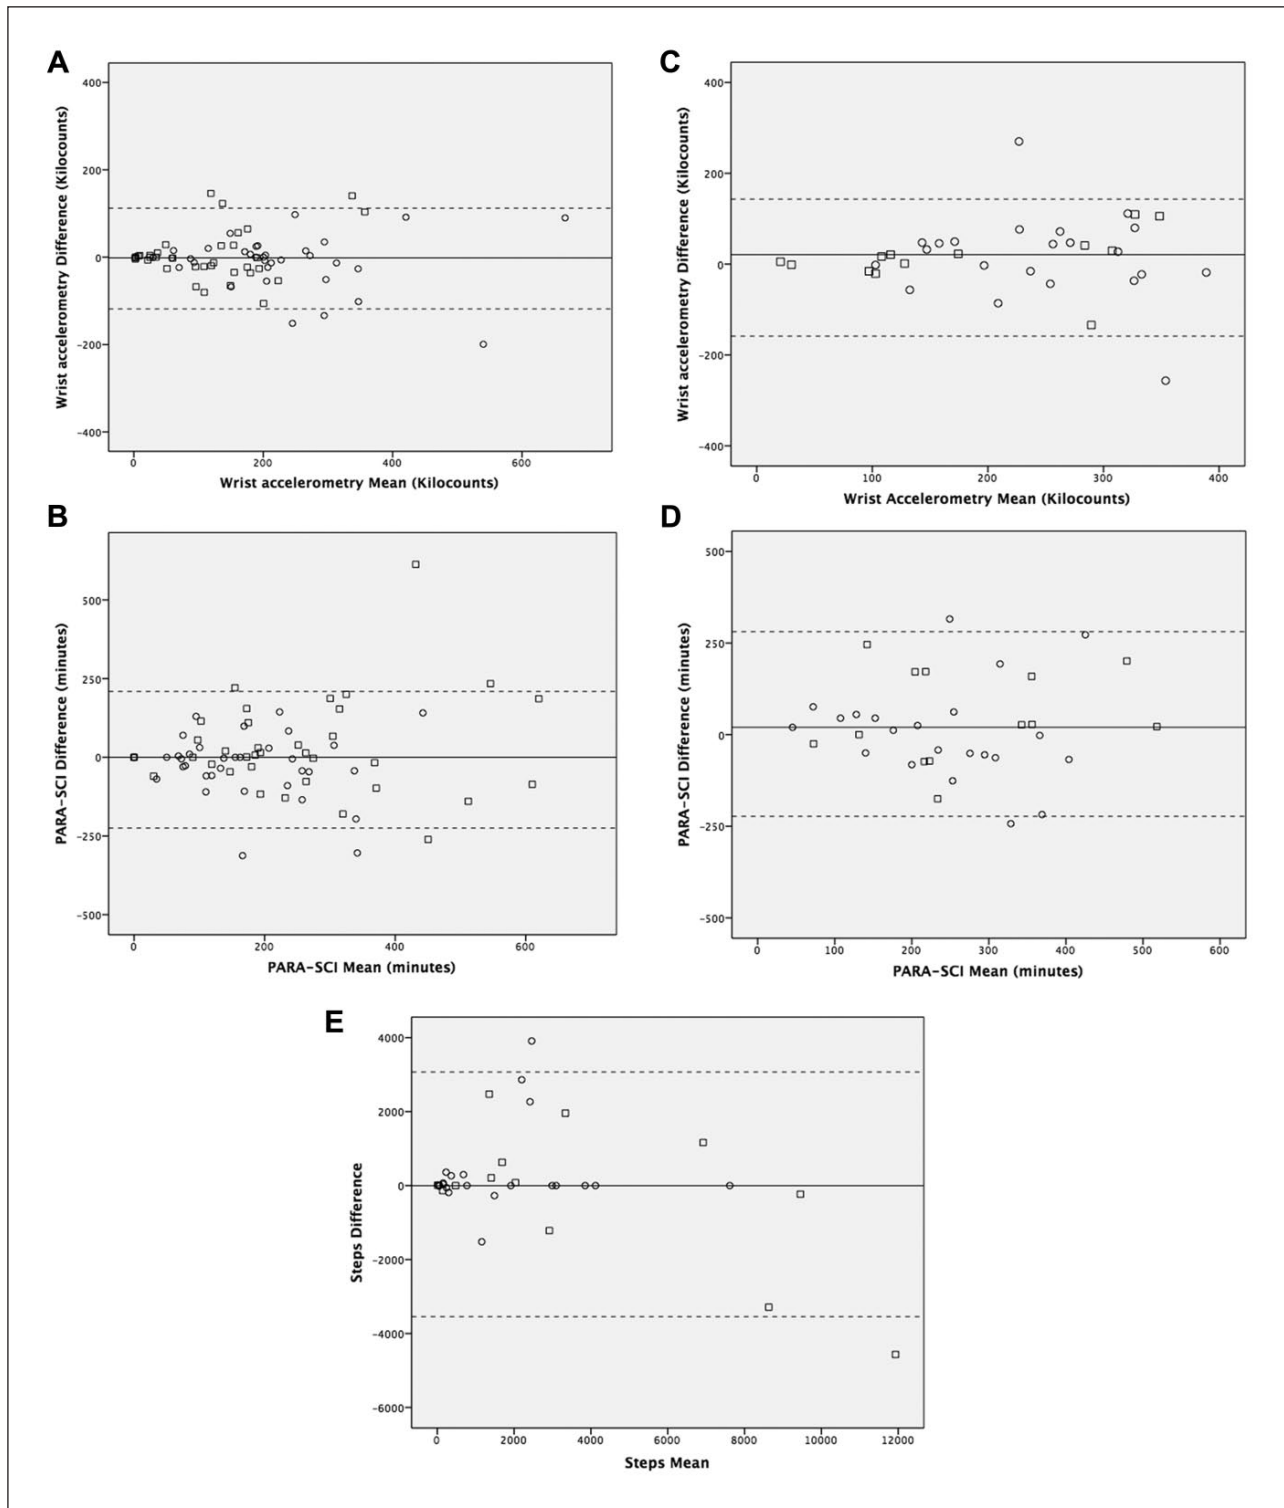 A
Wrist accelerometry Difference (Kilocounts)
400
200
0
-200
-400
0 200 400 600
Wrist accelerometry Mean (Kilocounts)
C
Wrist accelerometry Difference (Kilocounts)
400
200
0
-200
-400
0 100 200 300 400
Wrist Accelerometry Mean (Kilocounts)
B
PARA-SCI Difference (minutes)
500
250
0
-250
-500
0 200 400 600
PARA-SCI Mean (minutes)
D
PARA-SCI Difference (minutes)
500
250
0
-250
-500
0 100 200 300 400 500 600
PARA-SCI Mean (minutes)
E
Steps Difference
4000
2000
0
-2000
-4000
-6000
0 2000 4000 6000 8000 10000 12000
Steps Mean